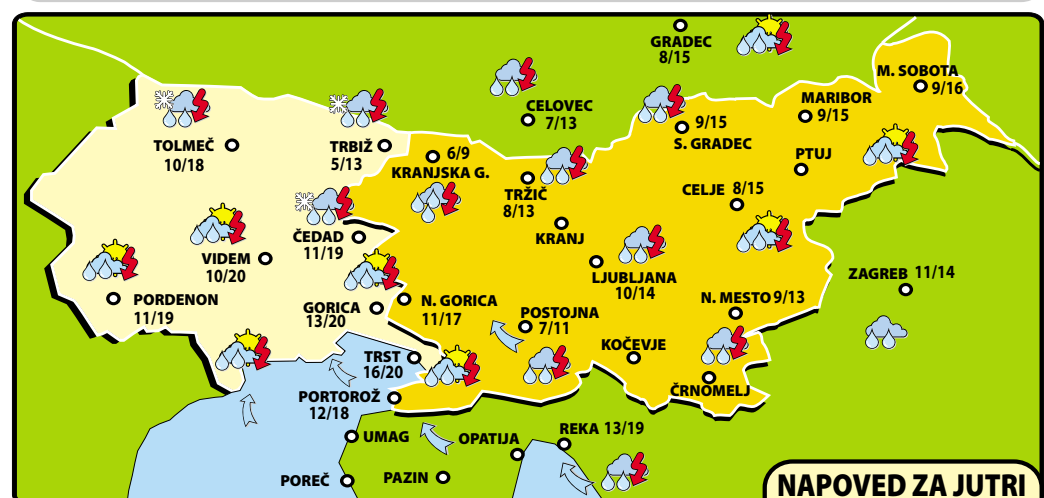 GRADEC
8/15
M. SOBOTA
9/16
CELOVEC
7/13
MARIBOR
9/15
9/15
S. GRADEC
TOLMEČ
10/18
TRBIŽ
5/13
6/9
KRANJSKA G.
PTUJ
TRŽIČ
8/13
CELJE 8/15
KRANJ
ČEDAD
11/19
VIDEM
10/20
LJUBLJANA
10/14
ZAGREB 11/14
PORDENON
11/19
GORICA
13/20
N. GORICA
11/17
N. MESTO 9/13
POSTOJNA
7/11
KOČEVJE
TRST
16/20
ČRNOMELJ
PORTOROŽ
12/18
UMAG
OPATIJA
REKA 13/19
POREČ
PAZIN
NAPOVED ZA JUTRI